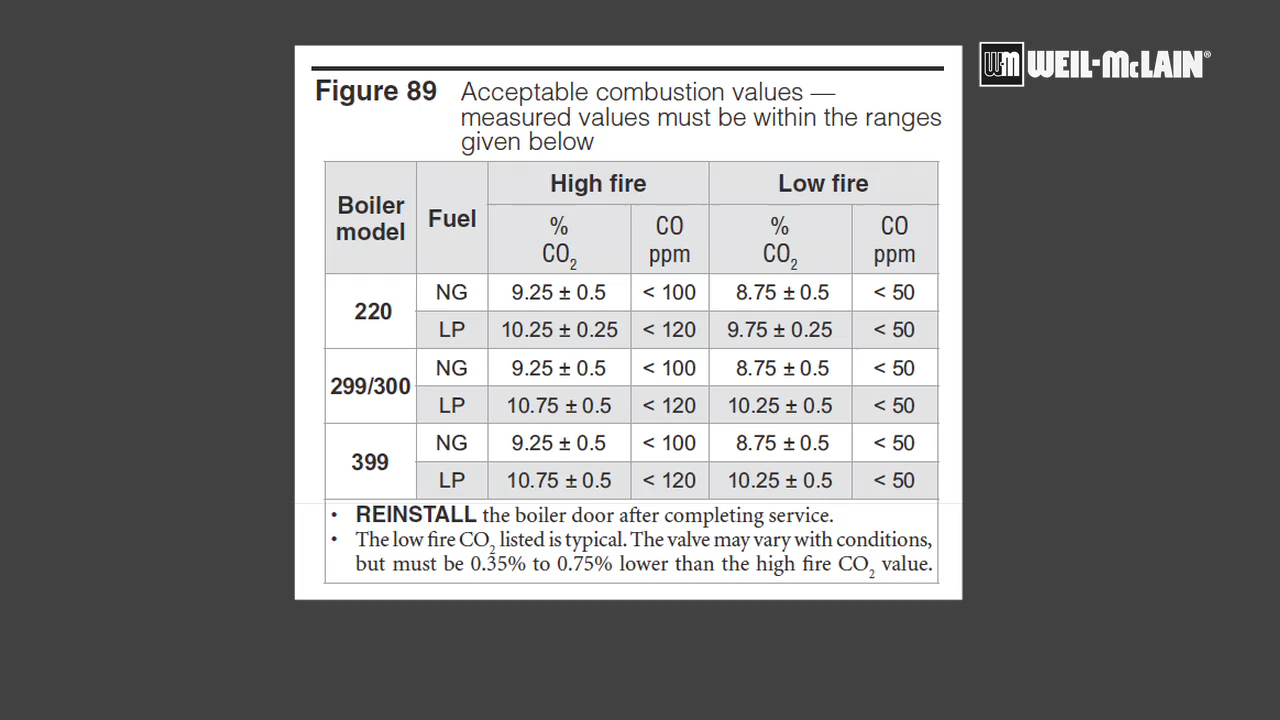 WM WEIL-McLAIN®
Figure 89 Acceptable combustion values —
measured values must be within the ranges
given below
Boiler model Fuel High fire Low fire
% CO2 CO ppm % CO2 CO ppm
220 NG 9.25 ± 0.5 < 100 8.75 ± 0.5 < 50
LP 10.25 ± 0.25 < 120 9.75 ± 0.25 < 50
299/300 NG 9.25 ± 0.5 < 100 8.75 ± 0.5 < 50
LP 10.75 ± 0.5 < 120 10.25 ± 0.5 < 50
399 NG 9.25 ± 0.5 < 100 8.75 ± 0.5 < 50
LP 10.75 ± 0.5 < 120 10.25 ± 0.5 < 50
• REINSTALL the boiler door after completing service.
• The low fire CO2 listed is typical. The valve may vary with conditions,
but must be 0.35% to 0.75% lower than the high fire CO2 value.